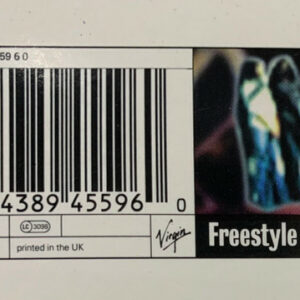 59 6 0
4389 45596 0
LC 3098
printed in the UK
Virgin
Freestyle